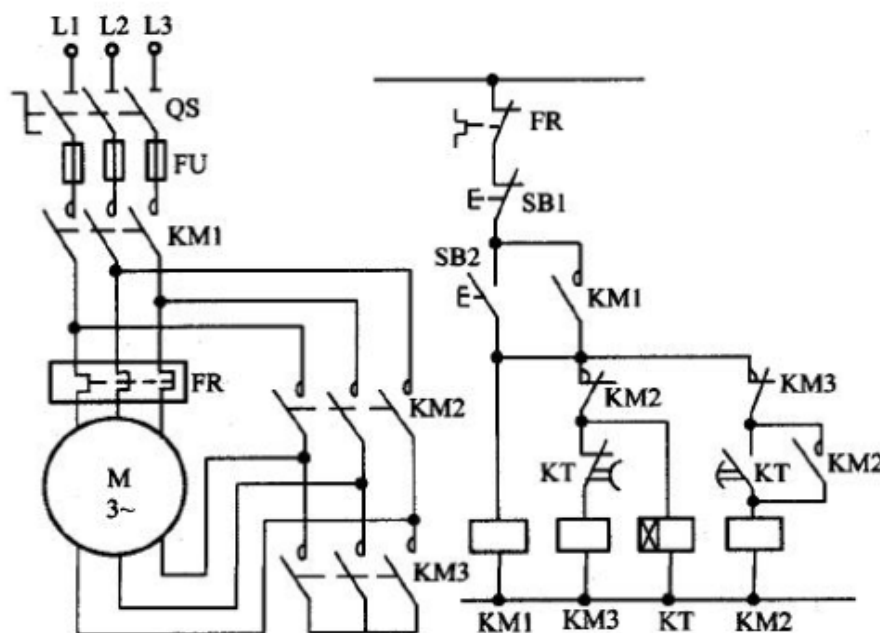 L1 L2 L3
QS
FU
KM1
FR
KM2
M
3~
KM3
FR
SB1
SB2
KM1
KM2
KM3
KT
KT
KM2
KM1 KM3 KT KM2